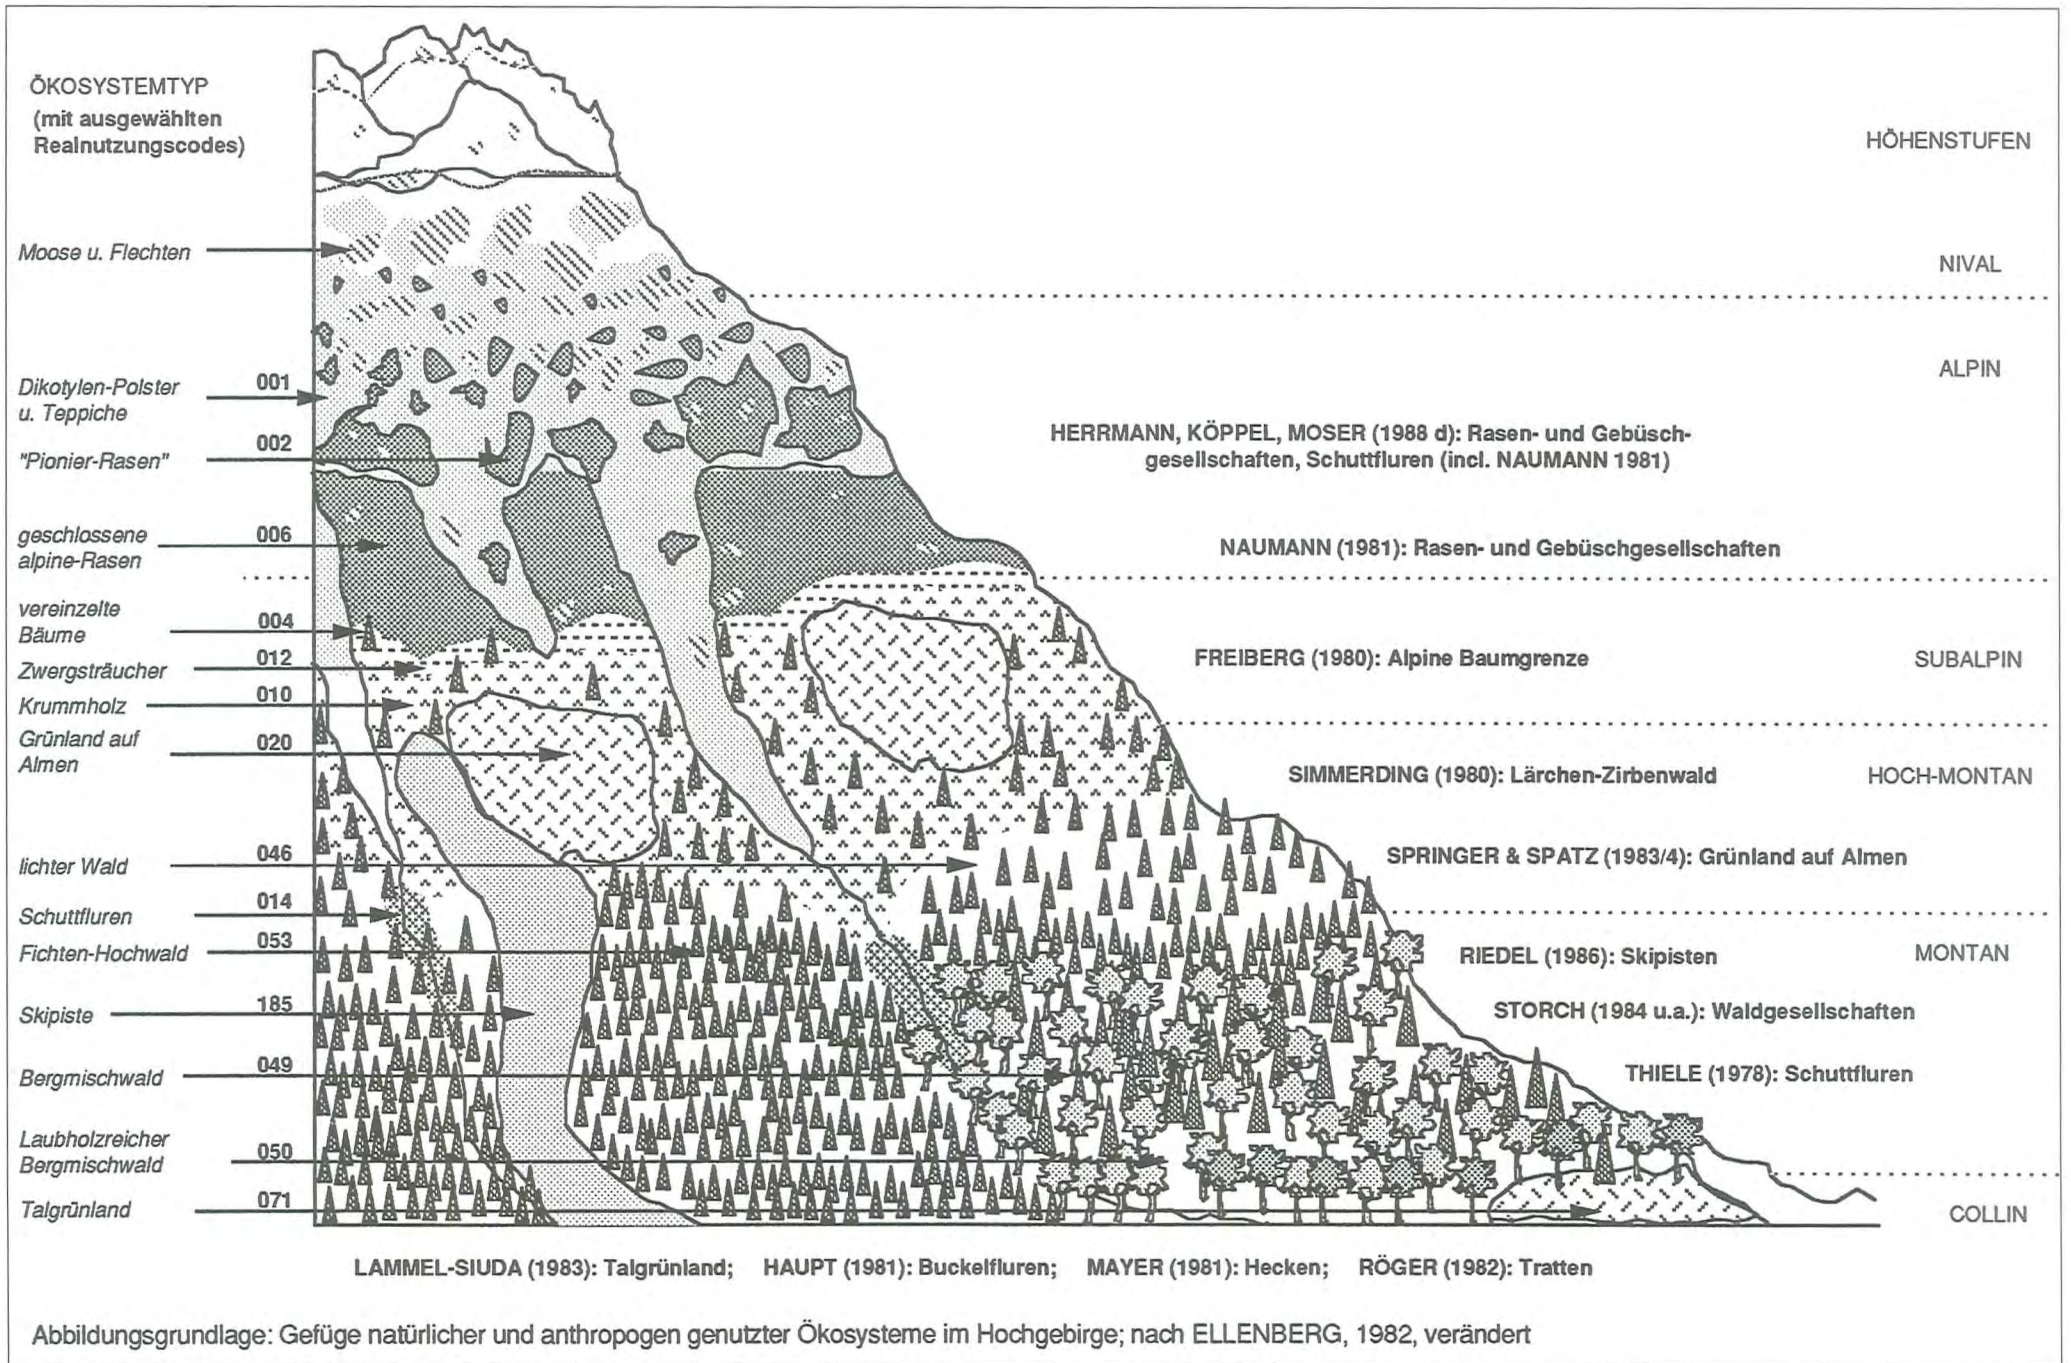 ÖKOSYSTEMTYP
(mit ausgewählten
Realnutzungscodes)
HÖHENSTUFEN
Moose u. Flechten
NIVAL
ALPIN
Dikotylen-Polster
u. Teppiche
001
"Pionier-Rasen"
002
HERRMANN, KÖPPEL, MOSER (1988 d): Rasen- und Gebüsch-
gesellschaften, Schuttfluren (incl. NAUMANN 1981)
geschlossene
alpine-Rasen
006
NAUMANN (1981): Rasen- und Gebüschgesellschaften
vereinzelte
Bäume
004
Zwergsträucher
012
FREIBERG (1980): Alpine Baumgrenze
SUBALPIN
Krummholz
010
Grünland auf
Almen
020
SIMMERDING (1980): Lärchen-Zirbenwald
HOCH-MONTAN
lichter Wald
046
SPRINGER & SPATZ (1983/4): Grünland auf Almen
Schuttfluren
014
Fichten-Hochwald
053
RIEDEL (1986): Skipisten
MONTAN
Skipiste
185
STORCH (1984 u.a.): Waldgesellschaften
Bergmischwald
049
THIELE (1978): Schuttfluren
Laubholzreicher
Bergmischwald
050
Talgrünland
071
COLLIN
LAMMEL-SIUDA (1983): Talgrünland; HAUPT (1981): Buckelfluren; MAYER (1981): Hecken; RÖGER (1982): Tratten
Abbildungsgrundlage: Gefüge natürlicher und anthropogen genutzter Ökosysteme im Hochgebirge; nach ELLENBERG, 1982, verändert